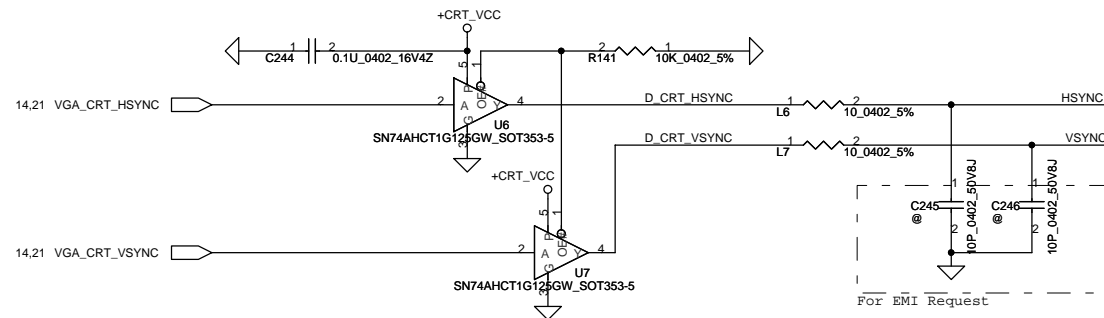 +CRT_VCC
1 2
C244 0.1U_0402_16V4Z
2 1
R141 10K_0402_5%
5 1
P OE#
14,21 VGA_CRT_HSYNC 2 A Y 4 D_CRT_HSYNC 1 2 HSYNC
G U6 L6 10_0402_5%
3 SN74AHCT1G125GW_SOT353-5
D_CRT_VSYNC 1 2 VSYNC
L7 10_0402_5%
+CRT_VCC
5 1
P OE#
14,21 VGA_CRT_VSYNC 2 A Y 4
G U7
3 SN74AHCT1G125GW_SOT353-5
1 1
C245 C246
@ @
2 2
10P_0402_50V8J
10P_0402_50V8J
For EMI Request